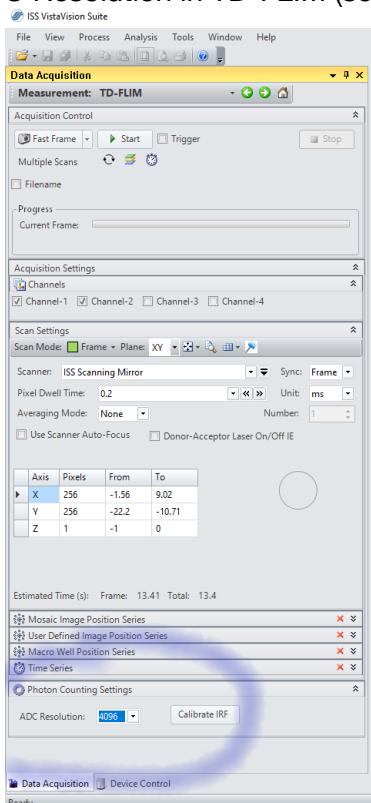 ISS VistaVision Suite
File View Process Analysis Tools Window Help
Data Acquisition
Measurement: TD-FLIM
Acquisition Control
Fast Frame Start Trigger Stop
Multiple Scans
Filename
Progress
Current Frame:
Acquisition Settings
Channels
Channel-1 Channel-2 Channel-3 Channel-4
Scan Settings
Scan Mode: Frame Plane: XY
Scanner: ISS Scanning Mirror Sync: Frame
Pixel Dwell Time: 0.2 Unit: ms
Averaging Mode: None Number: 1
Use Scanner Auto-Focus Donor-Acceptor Laser On/Off IE
Axis Pixels From To
X 256 -1.56 9.02
Y 256 -22.2 -10.71
Z 1 -1 0
Estimated Time (s): Frame: 13.41 Total: 13.4
Mosaic Image Position Series
User Defined Image Position Series
Macro Well Position Series
Time Series
Photon Counting Settings
ADC Resolution: 4096 Calibrate IRF
Data Acquisition Device Control